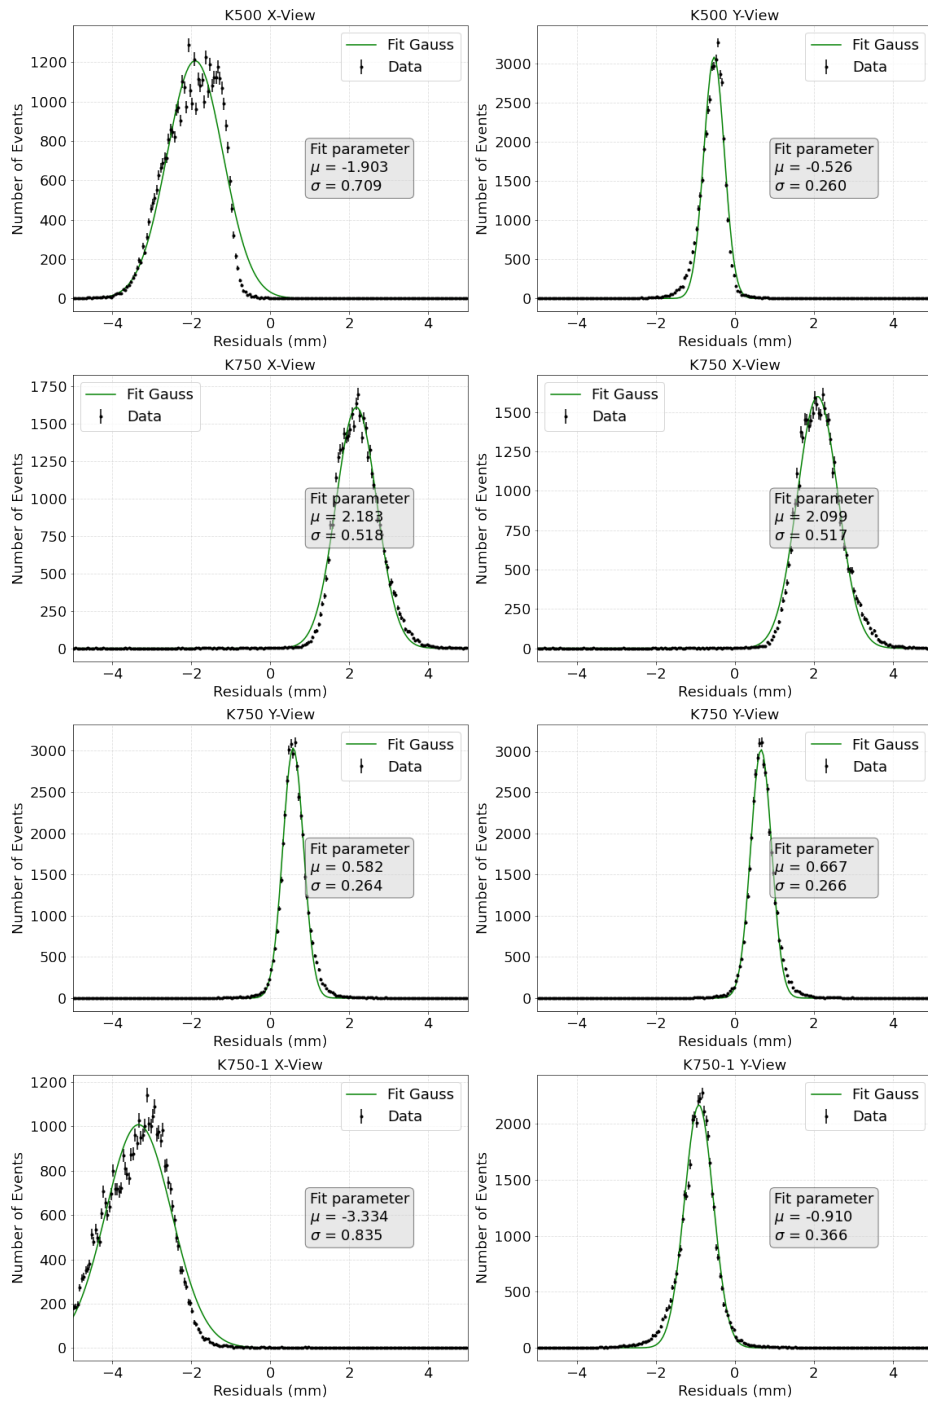 K500 X-View
Number of Events
1200
1000
800
600
400
200
0
Fit Gauss
Data
Fit parameter
μ = -1.903
σ = 0.709
−4
−2
0
2
4
Residuals (mm)
K500 Y-View
Number of Events
3000
2500
2000
1500
1000
500
0
Fit Gauss
Data
Fit parameter
μ = -0.526
σ = 0.260
−4
−2
0
2
4
Residuals (mm)
K750 X-View
Number of Events
1750
1500
1250
1000
750
500
250
0
Fit Gauss
Data
Fit parameter
μ = 2.183
σ = 0.518
−4
−2
0
2
4
Residuals (mm)
K750 X-View
Number of Events
1500
1250
1000
750
500
250
0
Fit Gauss
Data
Fit parameter
μ = 2.099
σ = 0.517
−4
−2
0
2
4
Residuals (mm)
K750 Y-View
Number of Events
3000
2500
2000
1500
1000
500
0
Fit Gauss
Data
Fit parameter
μ = 0.582
σ = 0.264
−4
−2
0
2
4
Residuals (mm)
K750 Y-View
Number of Events
3000
2500
2000
1500
1000
500
0
Fit Gauss
Data
Fit parameter
μ = 0.667
σ = 0.266
−4
−2
0
2
4
Residuals (mm)
K750-1 X-View
Number of Events
1200
1000
800
600
400
200
0
Fit Gauss
Data
Fit parameter
μ = -3.334
σ = 0.835
−4
−2
0
2
4
Residuals (mm)
K750-1 Y-View
Number of Events
2000
1500
1000
500
0
Fit Gauss
Data
Fit parameter
μ = -0.910
σ = 0.366
−4
−2
0
2
4
Residuals (mm)